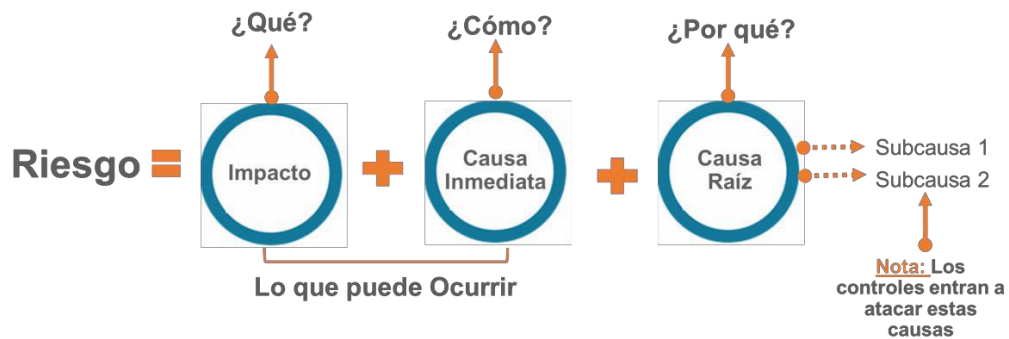 ¿Qué?
¿Cómo?
¿Por qué?
Riesgo =
Impacto
+
Causa
Inmediata
+
Causa
Raíz
Subcausa 1
Subcausa 2
Lo que puede Ocurrir
Nota: Los
controles entran a
atacar estas
causas